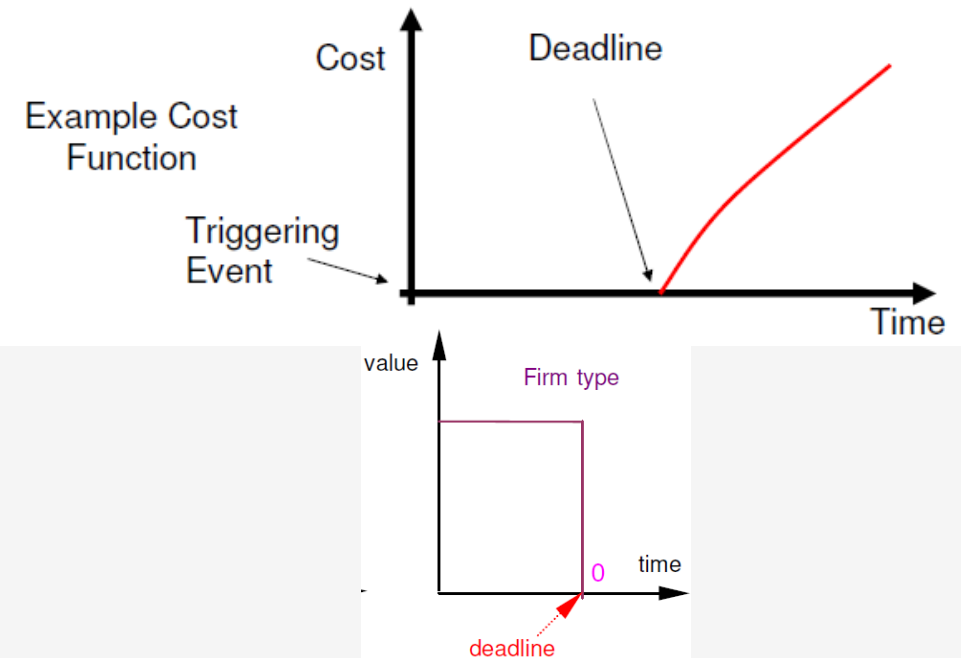 Cost
Deadline
Example Cost
Function
Triggering
Event
Time
value
Firm type
0
time
deadline